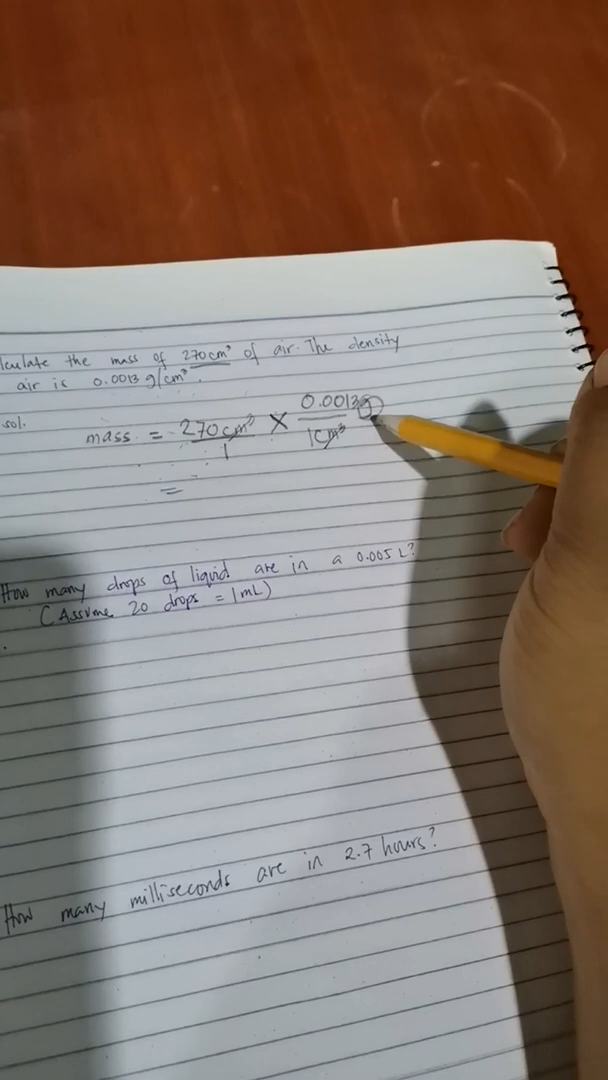 lculate the mass of 270 cm³ of air. The density
air is 0.0013 g/cm³.
sol.
mass = 270 cm³ / 1 × 0.0013 g / 1 cm³
=
How many drops of liquid are in a 0.005 L?
(Assume 20 drops = 1 mL)
How many milliseconds are in 2.7 hours?